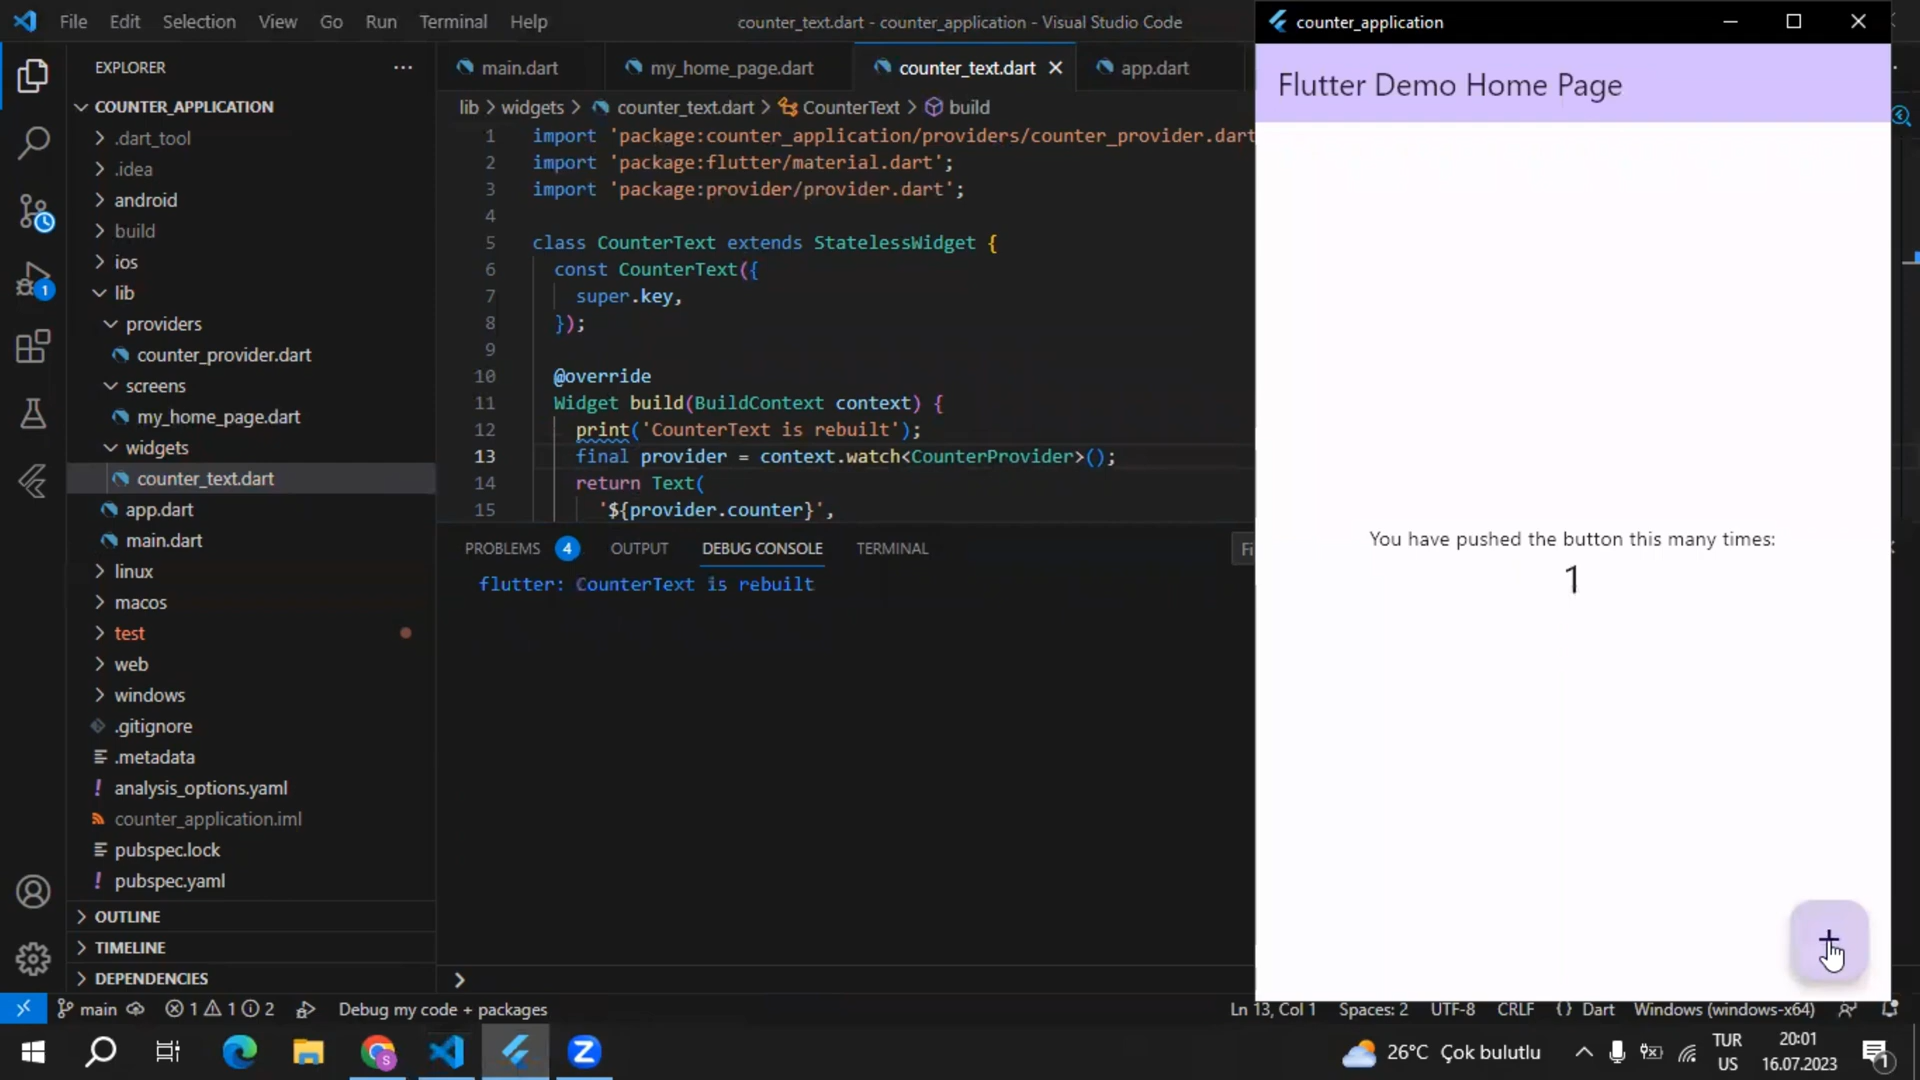 File Edit Selection View Go Run Terminal Help
counter_text.dart - counter_application - Visual Studio Code
EXPLORER
COUNTER_APPLICATION
.dart_tool
.idea
android
build
ios
lib
providers
counter_provider.dart
screens
my_home_page.dart
widgets
counter_text.dart
app.dart
main.dart
linux
macos
test
web
windows
.gitignore
.metadata
analysis_options.yaml
counter_application.iml
pubspec.lock
pubspec.yaml
OUTLINE
TIMELINE
DEPENDENCIES
1
main.dart my_home_page.dart counter_text.dart app.dart
lib > widgets > counter_text.dart > CounterText > build
1 import 'package:counter_application/providers/counter_provider.dart
2 import 'package:flutter/material.dart';
3 import 'package:provider/provider.dart';
4
5 class CounterText extends StatelessWidget {
6 const CounterText({
7 super.key,
8 });
9
10 @override
11 Widget build(BuildContext context) {
12 print('CounterText is rebuilt');
13 final provider = context.watch<CounterProvider>();
14 return Text(
15 '${provider.counter}',
PROBLEMS 4 OUTPUT DEBUG CONSOLE TERMINAL Fi
flutter: CounterText is rebuilt
counter_application
Flutter Demo Home Page
You have pushed the button this many times:
1
+
main 1 1 2 Debug my code + packages
Ln 13, Col 1 Spaces: 2 UTF-8 CRLF {} Dart Windows (windows-x64)
26°C Çok bulutlu
TUR
US
20:01
16.07.2023
1